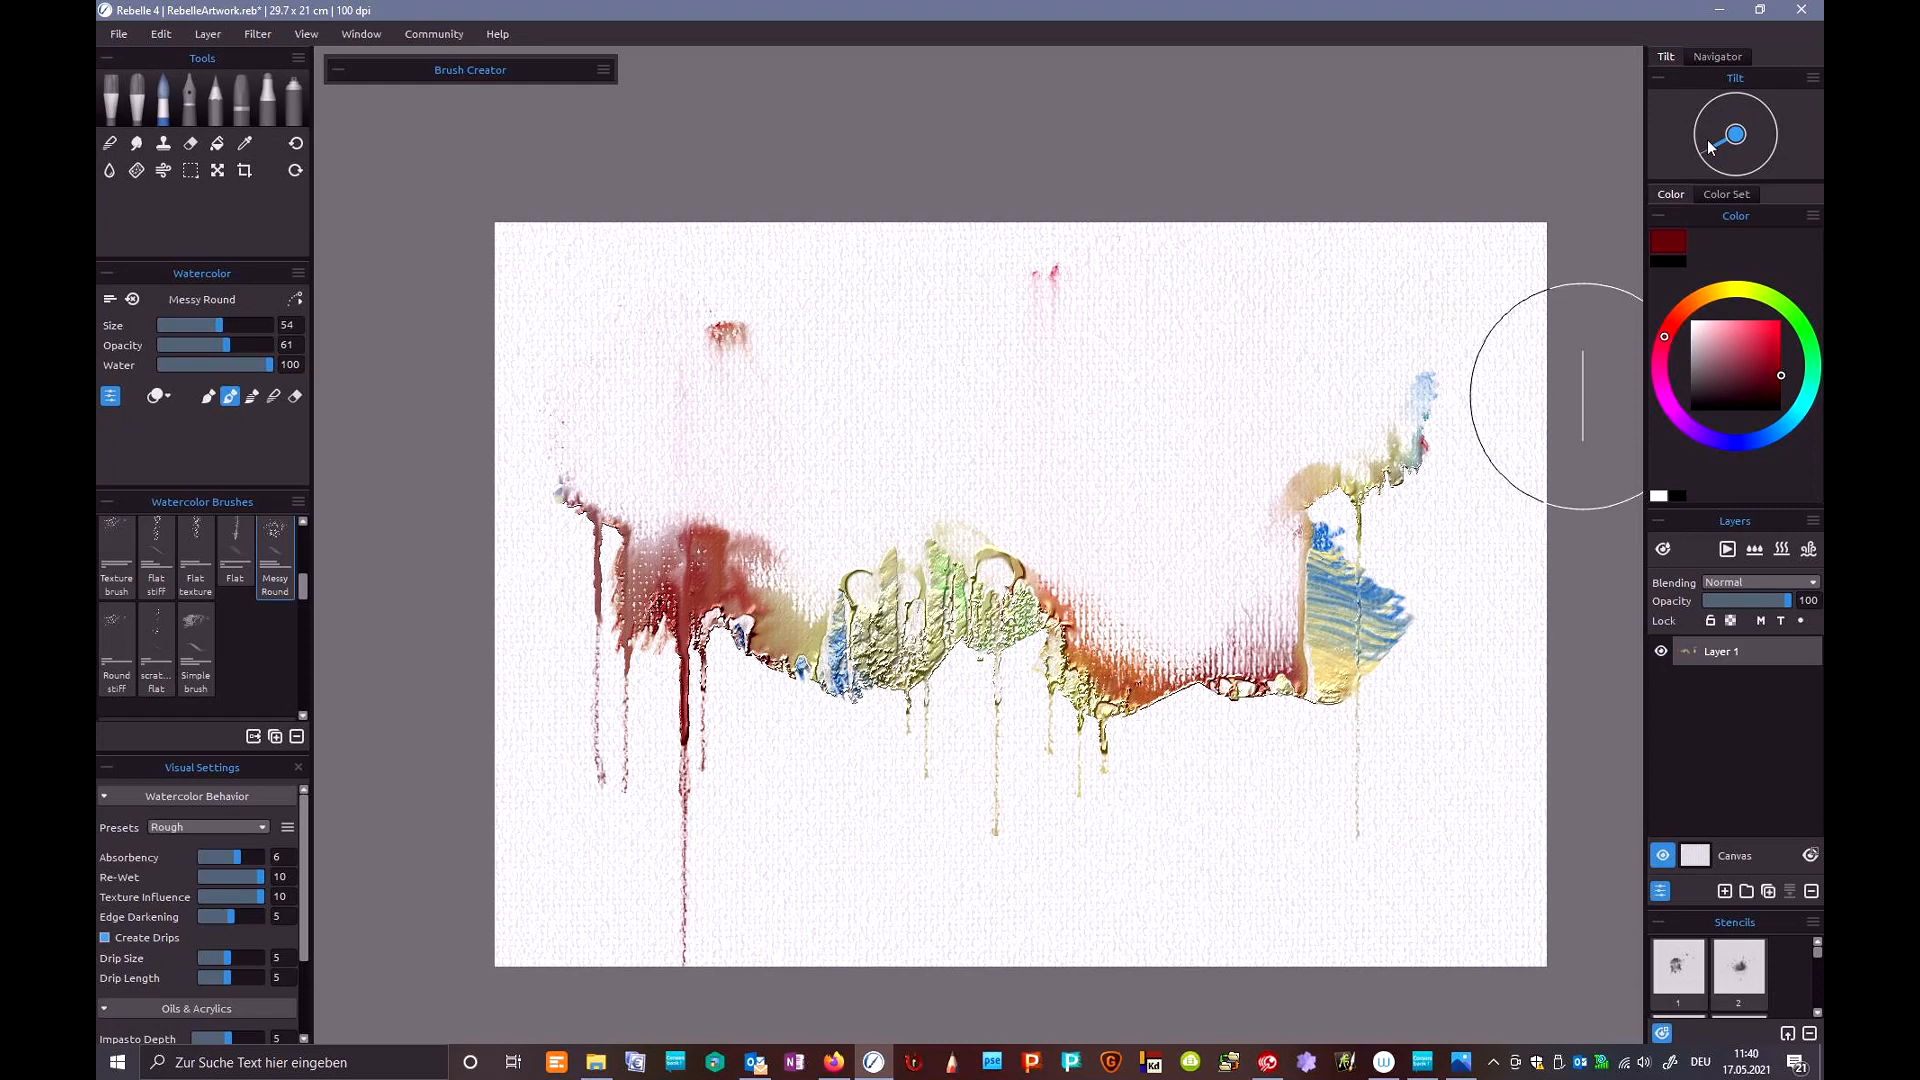 Rebelle 4 | RebelleArtwork.reb* | 29.7 x 21 cm | 100 dpi
File Edit Layer Filter View Window Community Help
Tools
Brush Creator
Tilt Navigator
Tilt
Color Color Set
Color
Watercolor
Messy Round
Size 54
Opacity 61
Water 100
Watercolor Brushes
Texture brush
flat stiff
Flat texture
Flat
Messy Round
Round stiff
scrat... flat
Simple brush
Visual Settings
Watercolor Behavior
Presets Rough
Absorbency 6
Re-Wet 10
Texture Influence 10
Edge Darkening 5
Create Drips
Drip Size 5
Drip Length 5
Oils & Acrylics
Impasto Depth 5
Layers
Blending Normal
Opacity 100
Lock M T
Layer 1
Canvas
Stencils
1 2
Zur Suche Text hier eingeben
pse
Kd
DEU
11:40
17.05.2021
21